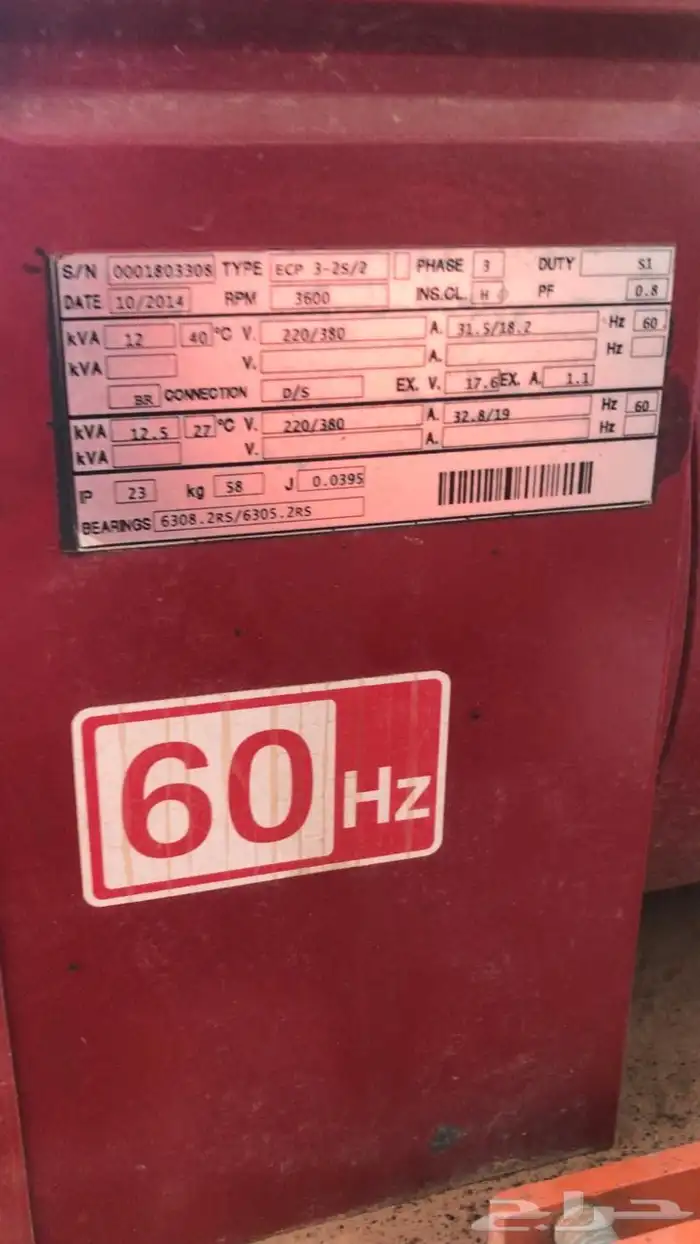 S/N 0001803308 TYPE ECP 3-2S/2 PHASE 3 DUTY S1
DATE 10/2014 RPM 3600 INS.CL. H PF 0.8
kVA 12 40 °C V. 220/380 A. 31.5/18.2 Hz 60
kVA V. A. Hz
BR CONNECTION D/S EX. V. 17.6 EX. A. 1.1
kVA 12.5 27 °C V. 220/380 A. 32.8/19 Hz 60
kVA V. A. Hz
IP 23 kg 58 J 0.0395
BEARINGS 6308.2RS/6305.2RS
60 Hz
حراج